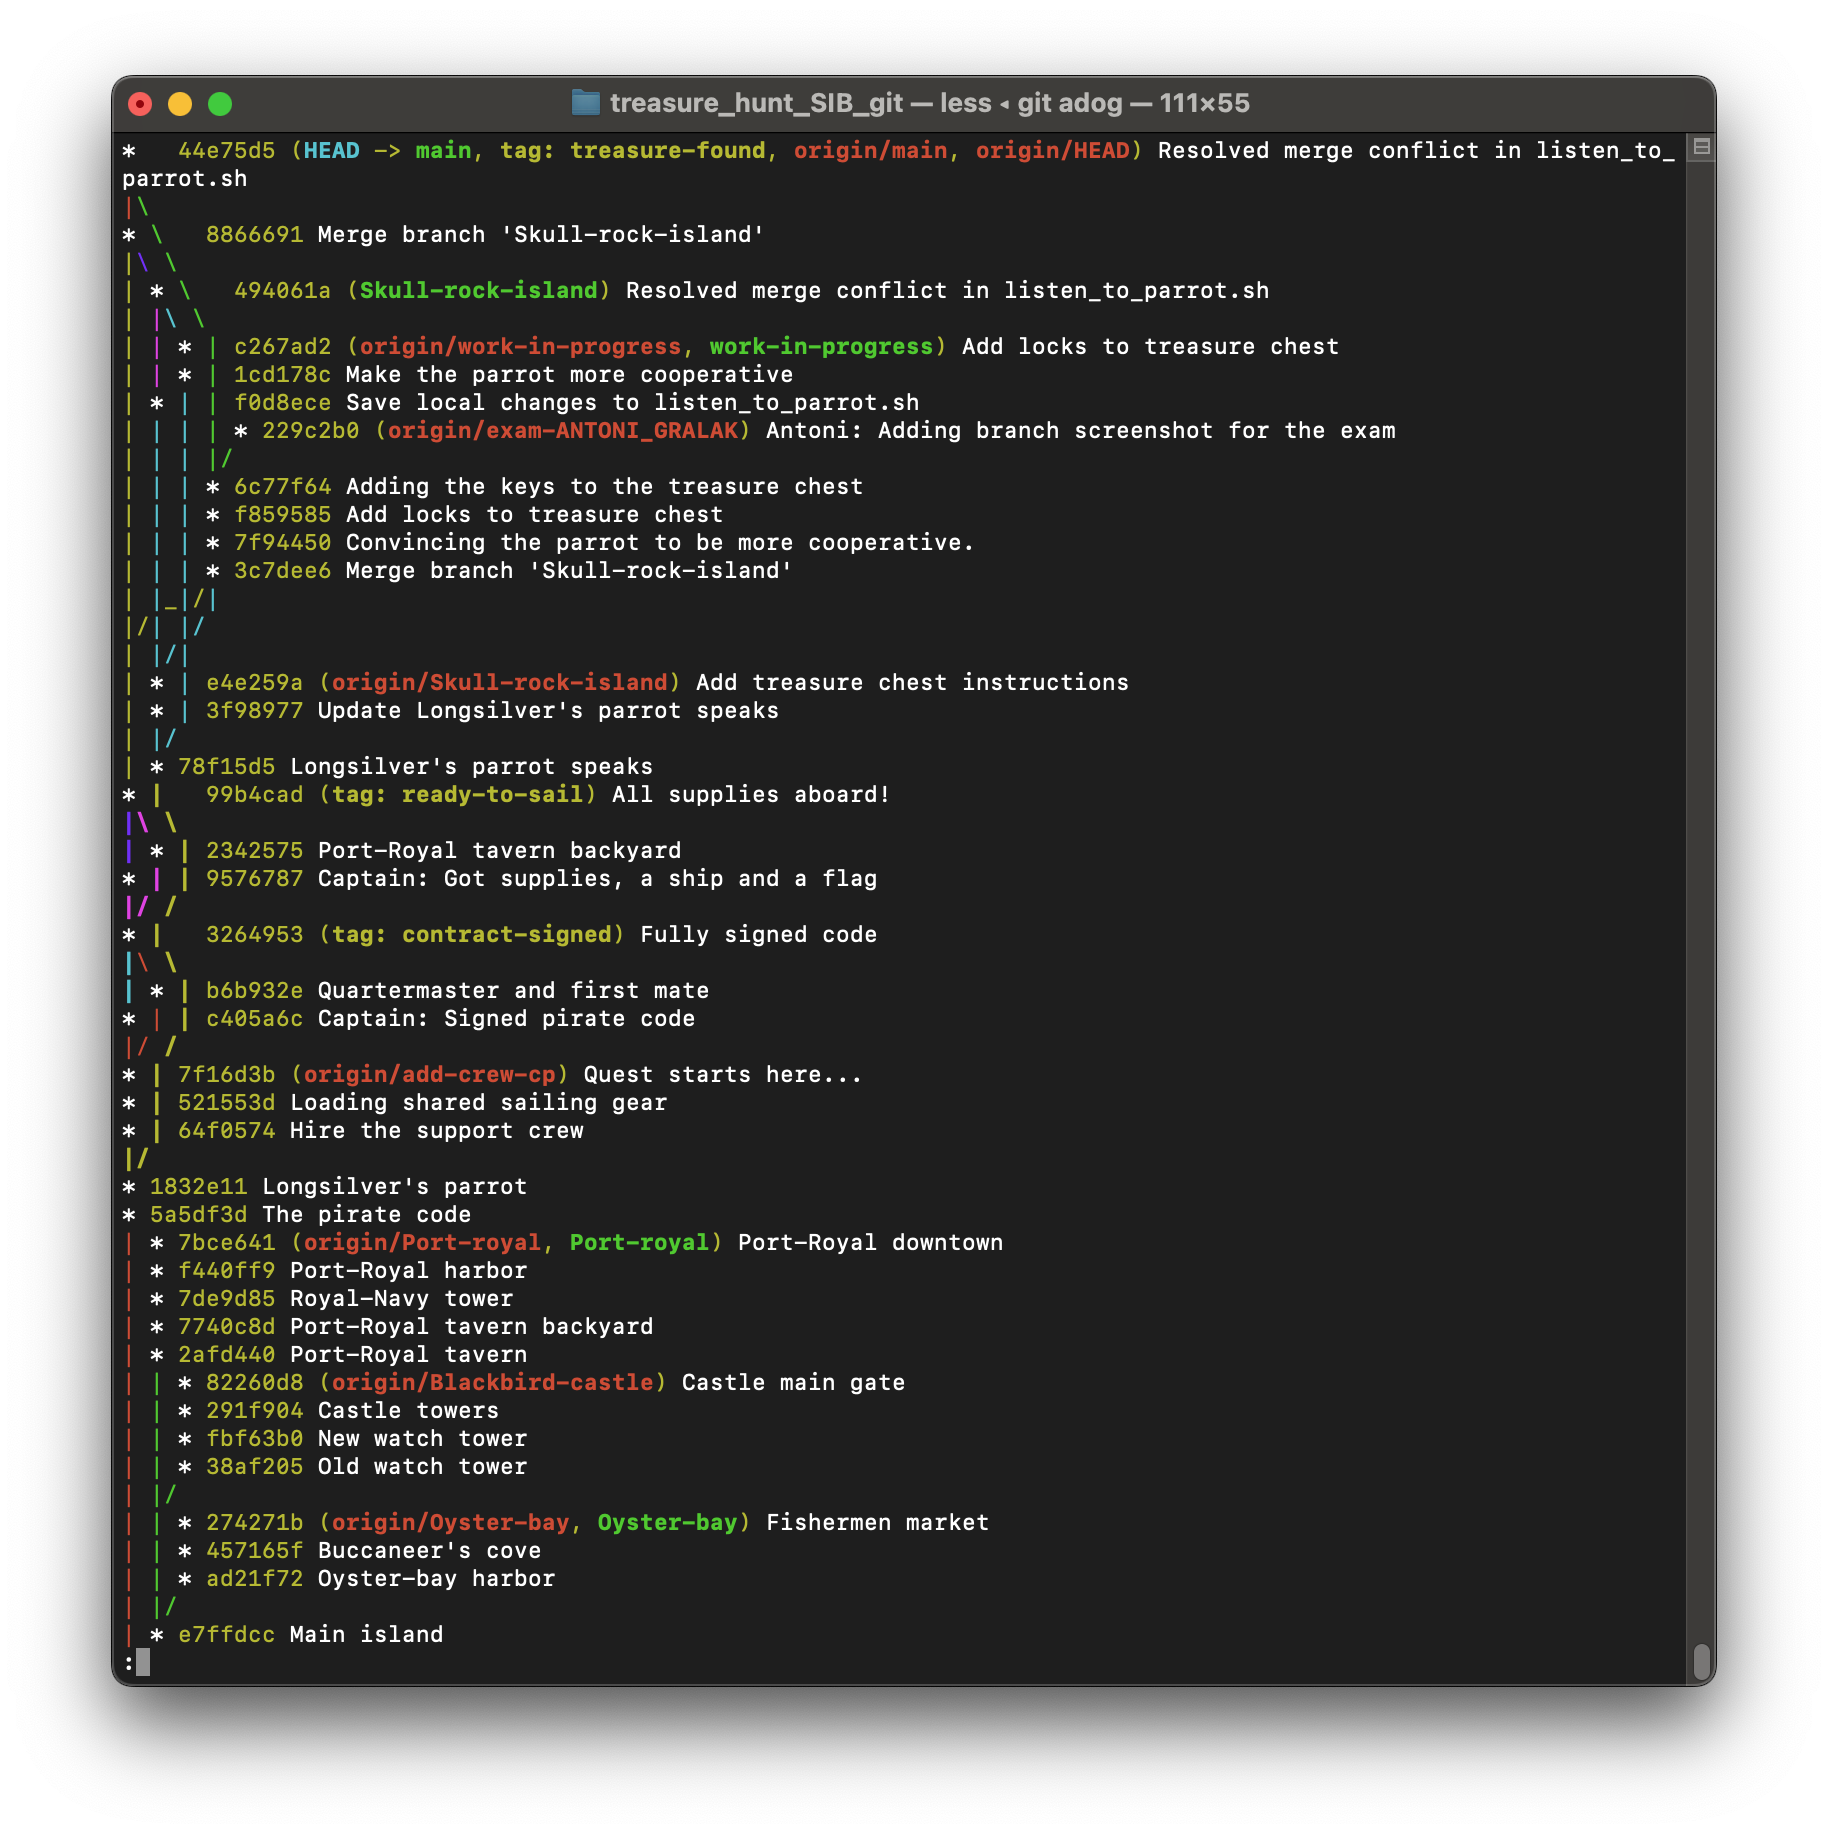 treasure_hunt_SIB_git — less ◂ git adog — 111×55
*   44e75d5 (HEAD -> main, tag: treasure-found, origin/main, origin/HEAD) Resolved merge conflict in listen_to_
parrot.sh
|\
* \   8866691 Merge branch 'Skull-rock-island'
|\ \
| * \   494061a (Skull-rock-island) Resolved merge conflict in listen_to_parrot.sh
| |\ \
| | * | c267ad2 (origin/work-in-progress, work-in-progress) Add locks to treasure chest
| | * | 1cd178c Make the parrot more cooperative
| * | | f0d8ece Save local changes to listen_to_parrot.sh
| | | | * 229c2b0 (origin/exam-ANTONI_GRALAK) Antoni: Adding branch screenshot for the exam
| | | |/
| | | * 6c77f64 Adding the keys to the treasure chest
| | | * f859585 Add locks to treasure chest
| | | * 7f94450 Convincing the parrot to be more cooperative.
| | | * 3c7dee6 Merge branch 'Skull-rock-island'
| |_|/|
|/| |/
| |/|
| * | e4e259a (origin/Skull-rock-island) Add treasure chest instructions
| * | 3f98977 Update Longsilver's parrot speaks
| |/
| * 78f15d5 Longsilver's parrot speaks
* |   99b4cad (tag: ready-to-sail) All supplies aboard!
|\ \
| * | 2342575 Port-Royal tavern backyard
* | | 9576787 Captain: Got supplies, a ship and a flag
|/ /
* |   3264953 (tag: contract-signed) Fully signed code
|\ \
| * | b6b932e Quartermaster and first mate
* | | c405a6c Captain: Signed pirate code
|/ /
* | 7f16d3b (origin/add-crew-cp) Quest starts here...
* | 521553d Loading shared sailing gear
* | 64f0574 Hire the support crew
|/
* 1832e11 Longsilver's parrot
* 5a5df3d The pirate code
| * 7bce641 (origin/Port-royal, Port-royal) Port-Royal downtown
| * f440ff9 Port-Royal harbor
| * 7de9d85 Royal-Navy tower
| * 7740c8d Port-Royal tavern backyard
| * 2afd440 Port-Royal tavern
| | * 82260d8 (origin/Blackbird-castle) Castle main gate
| | * 291f904 Castle towers
| | * fbf63b0 New watch tower
| | * 38af205 Old watch tower
| |/
| | * 274271b (origin/Oyster-bay, Oyster-bay) Fishermen market
| | * 457165f Buccaneer's cove
| | * ad21f72 Oyster-bay harbor
| |/
| * e7ffdcc Main island
: